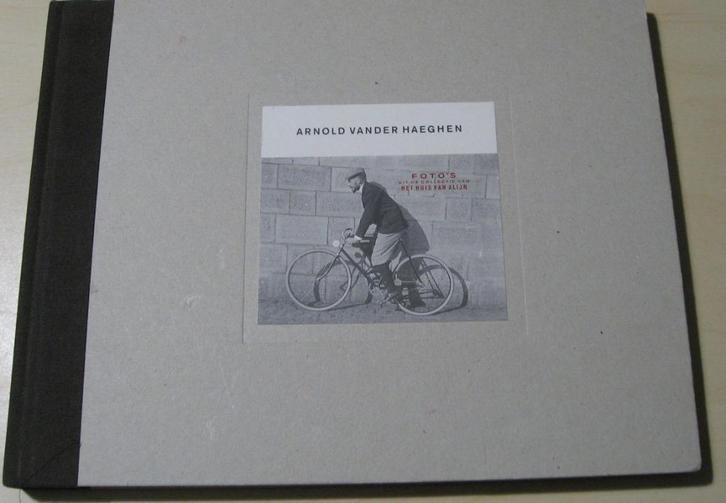 ARNOLD VANDER HAEGHEN
FOTO'S
UIT DE COLLECTIE VAN
HET HUIS VAN ALIJN